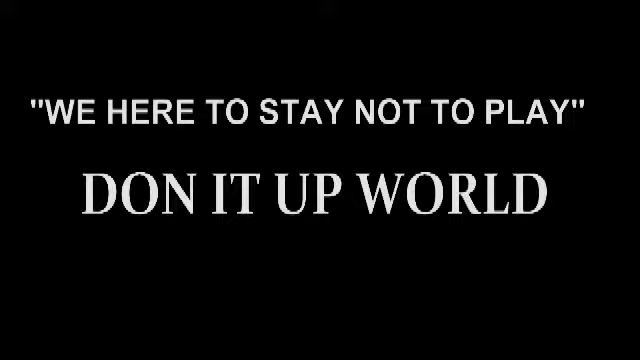 "WE HERE TO STAY NOT TO PLAY"
DON IT UP WORLD